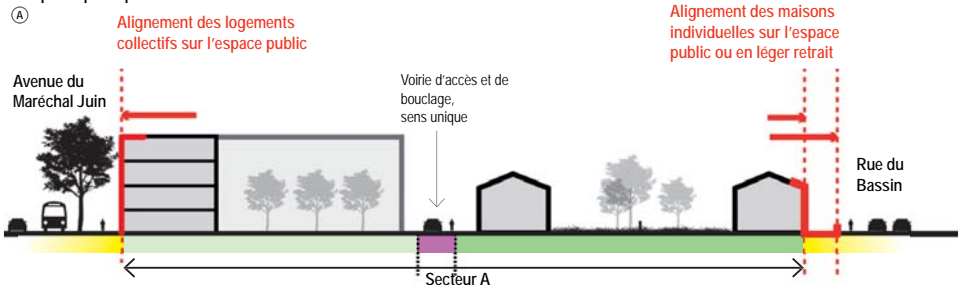 A
Alignement des logements
collectifs sur l'espace public
Alignement des maisons
individuelles sur l'espace
public ou en léger retrait
Avenue du
Maréchal Juin
Voirie d'accès et de
bouclage,
sens unique
Rue du
Bassin
Secteur A